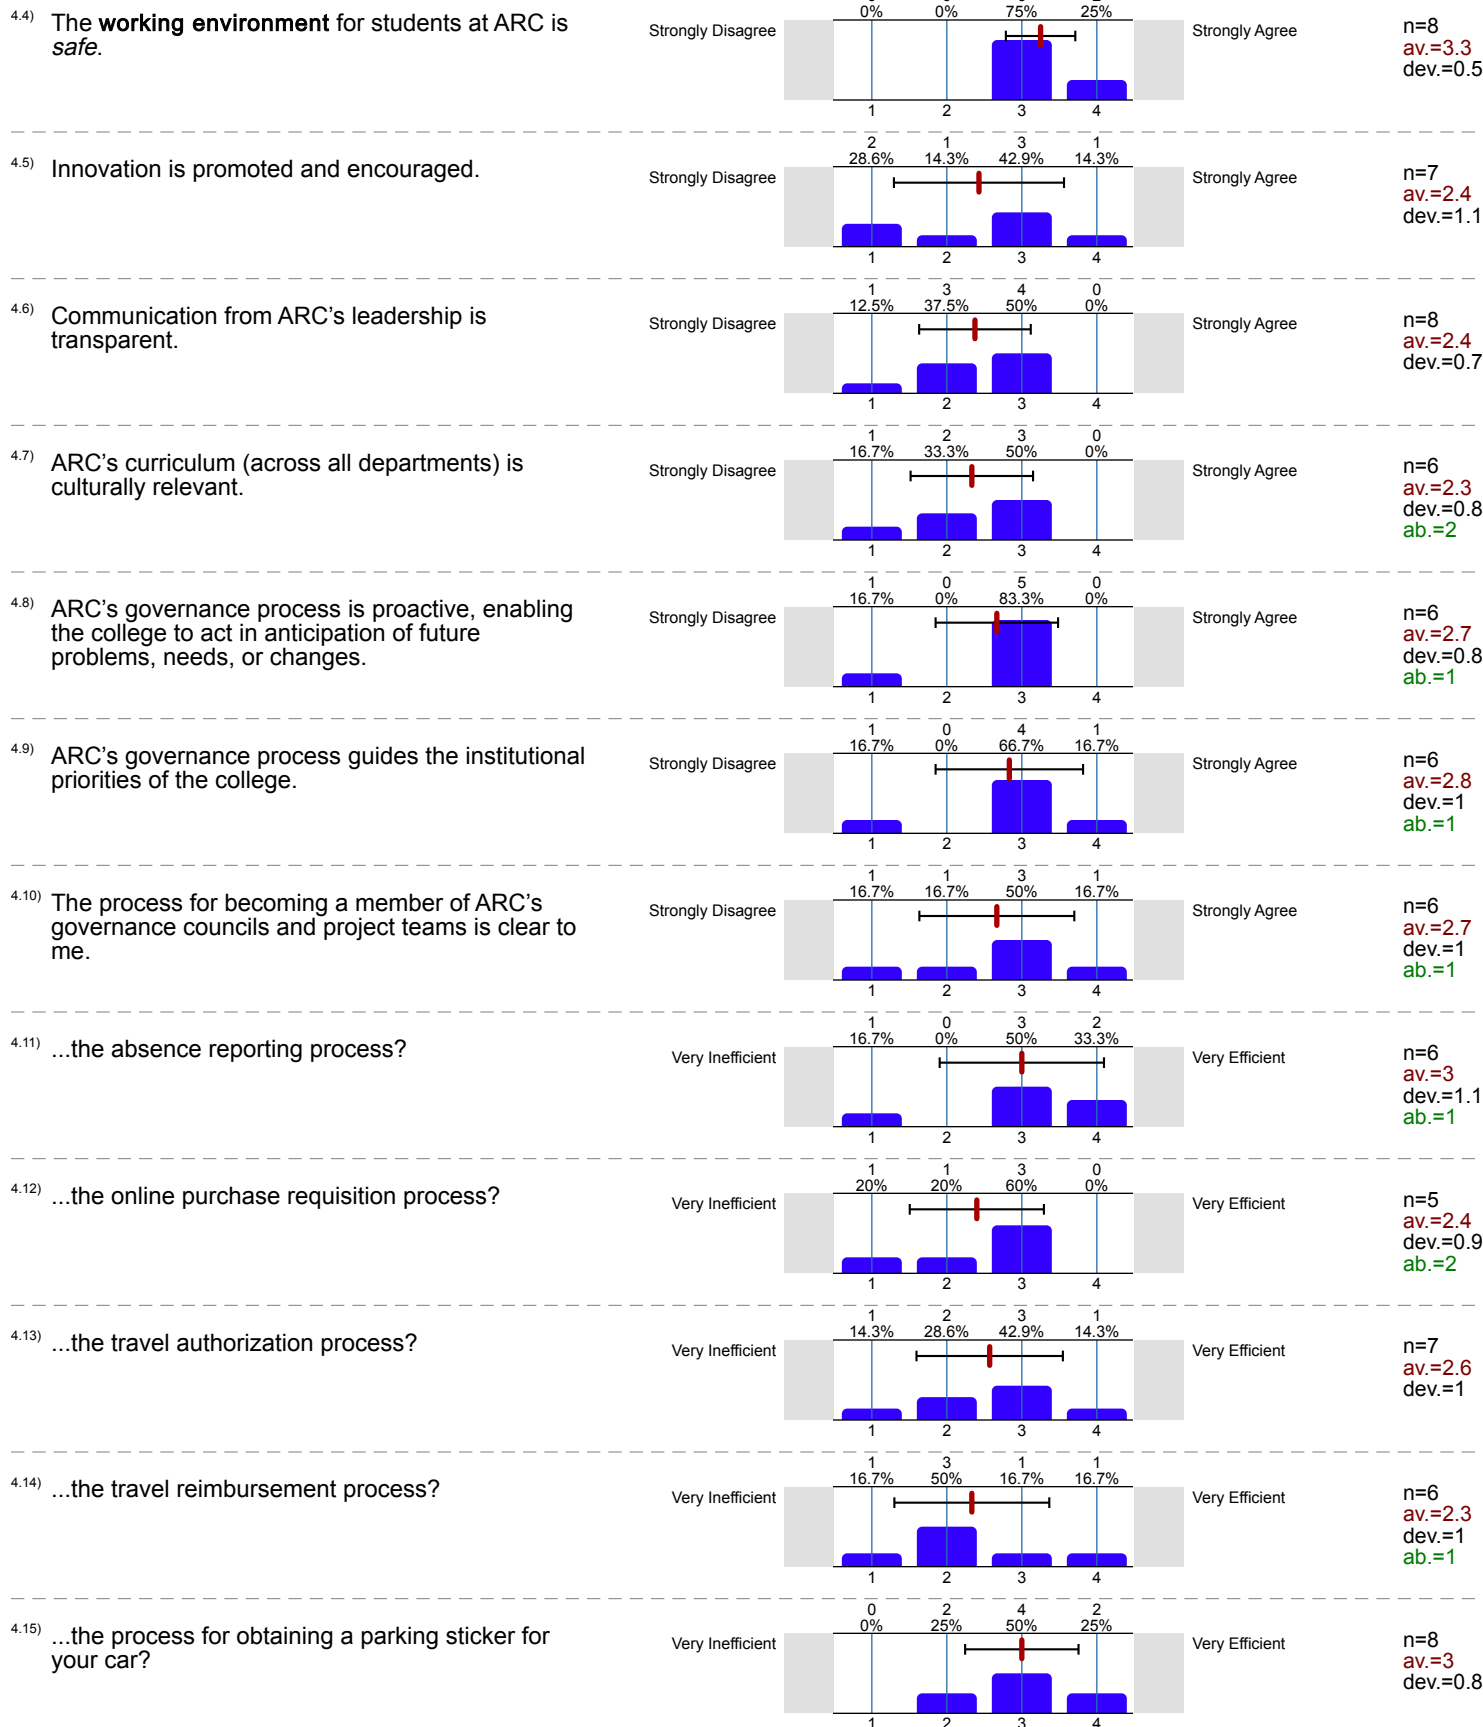 0 0 6 2
0% 0% 75% 25%
4.4) The working environment for students at ARC is
safe.
Strongly Disagree
Strongly Agree
n=8
av.=3.3
dev.=0.5
1 2 3 4
2 1 3 1
28.6% 14.3% 42.9% 14.3%
4.5) Innovation is promoted and encouraged.
Strongly Disagree
Strongly Agree
n=7
av.=2.4
dev.=1.1
1 2 3 4
1 3 4 0
12.5% 37.5% 50% 0%
4.6) Communication from ARC’s leadership is
transparent.
Strongly Disagree
Strongly Agree
n=8
av.=2.4
dev.=0.7
1 2 3 4
1 2 3 0
16.7% 33.3% 50% 0%
4.7) ARC’s curriculum (across all departments) is
culturally relevant.
Strongly Disagree
Strongly Agree
n=6
av.=2.3
dev.=0.8
ab.=2
1 2 3 4
1 0 5 0
16.7% 0% 83.3% 0%
4.8) ARC’s governance process is proactive, enabling
the college to act in anticipation of future
problems, needs, or changes.
Strongly Disagree
Strongly Agree
n=6
av.=2.7
dev.=0.8
ab.=1
1 2 3 4
1 0 4 1
16.7% 0% 66.7% 16.7%
4.9) ARC’s governance process guides the institutional
priorities of the college.
Strongly Disagree
Strongly Agree
n=6
av.=2.8
dev.=1
ab.=1
1 2 3 4
1 1 3 1
16.7% 16.7% 50% 16.7%
4.10) The process for becoming a member of ARC’s
governance councils and project teams is clear to
me.
Strongly Disagree
Strongly Agree
n=6
av.=2.7
dev.=1
ab.=1
1 2 3 4
1 0 3 2
16.7% 0% 50% 33.3%
4.11) ...the absence reporting process?
Very Inefficient
Very Efficient
n=6
av.=3
dev.=1.1
ab.=1
1 2 3 4
1 1 3 0
20% 20% 60% 0%
4.12) ...the online purchase requisition process?
Very Inefficient
Very Efficient
n=5
av.=2.4
dev.=0.9
ab.=2
1 2 3 4
1 2 3 1
14.3% 28.6% 42.9% 14.3%
4.13) ...the travel authorization process?
Very Inefficient
Very Efficient
n=7
av.=2.6
dev.=1
1 2 3 4
1 3 1 1
16.7% 50% 16.7% 16.7%
4.14) ...the travel reimbursement process?
Very Inefficient
Very Efficient
n=6
av.=2.3
dev.=1
ab.=1
1 2 3 4
0 2 4 2
0% 25% 50% 25%
4.15) ...the process for obtaining a parking sticker for
your car?
Very Inefficient
Very Efficient
n=8
av.=3
dev.=0.8
1 2 3 4